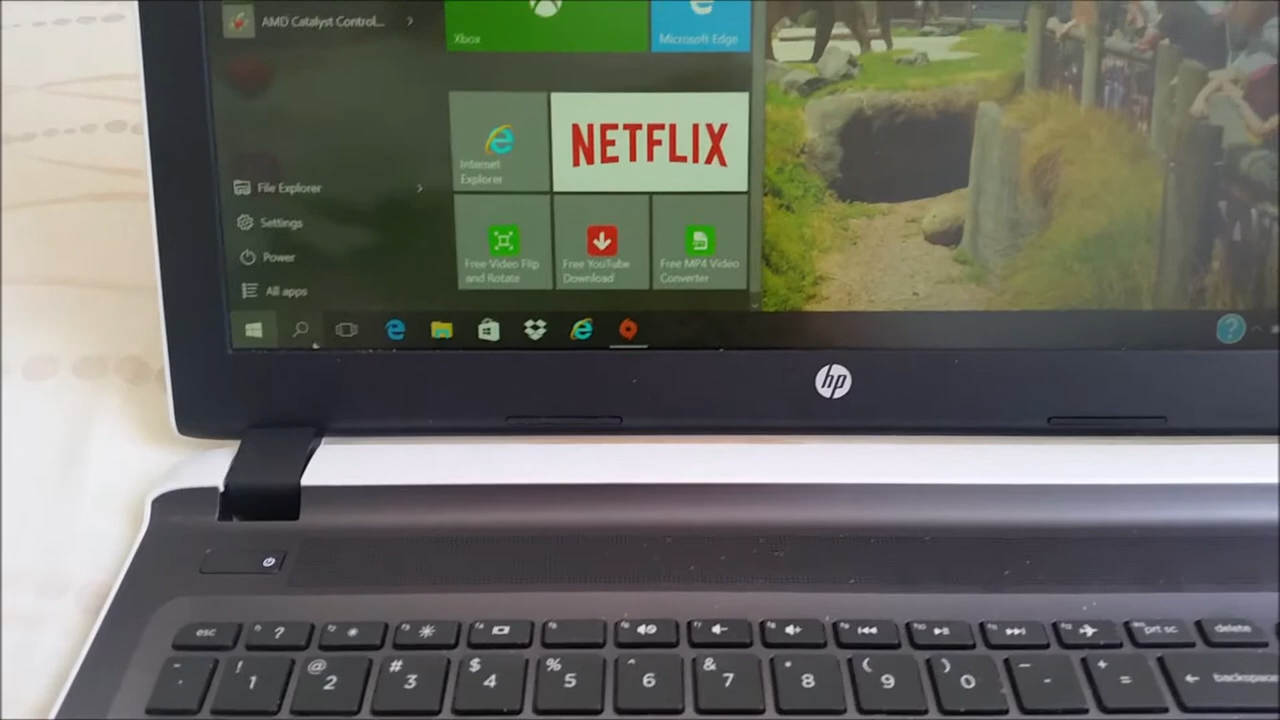 AMD Catalyst Control...
Xbox
Microsoft Edge
Internet
Explorer
NETFLIX
File Explorer
Settings
Power
All apps
Free Video Flip
and Rotate
Free YouTube
Download
Free MP4 Video
Converter
?
hp
esc
?
prt sc
delete
~ ! @ # $ % ^ & * ( ) _ +
1 2 3 4 5 6 7 8 9 0 - =
backspace